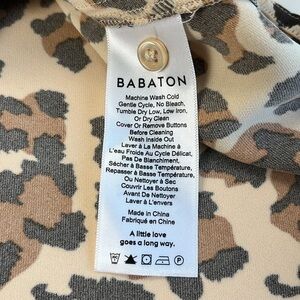 BABATON
Machine Wash Cold
Gentle Cycle, No Bleach,
Tumble Dry Low, Low Iron,
Or Dry Clean
Cover Or Remove Buttons
Before Cleaning
Wash Inside Out
Laver À La Machine À
L'eau Froide Au Cycle Délicat,
Pas De Blanchiment,
Sécher à Basse Température,
Repasser à Basse Température
Ou Nettoyer à Sec
Couvrir Les Boutons
Avant De Nettoyer
Laver À L'envers
Made in China
Fabriqué en Chine
A little love
goes a long way.